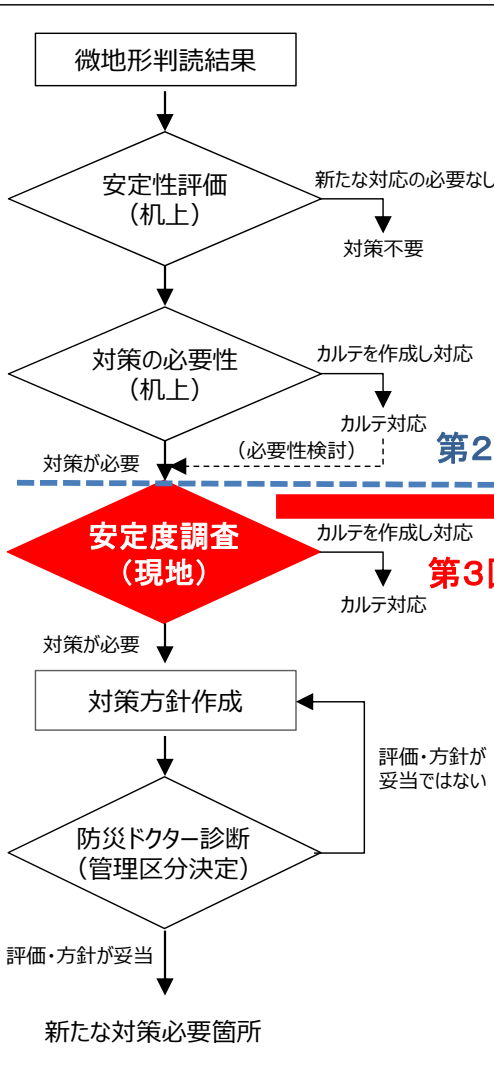 微地形判読結果
安定性評価
（机上）
新たな対応の必要なし
対策不要
対策の必要性
（机上）
カルテを作成し対応
カルテ対応
（必要性検討）
対策が必要
第2
安定度調査
（現地）
カルテを作成し対応
カルテ対応
第3回
対策が必要
対策方針作成
評価・方針が
妥当ではない
防災ドクター診断
（管理区分決定）
評価・方針が妥当
新たな対策必要箇所